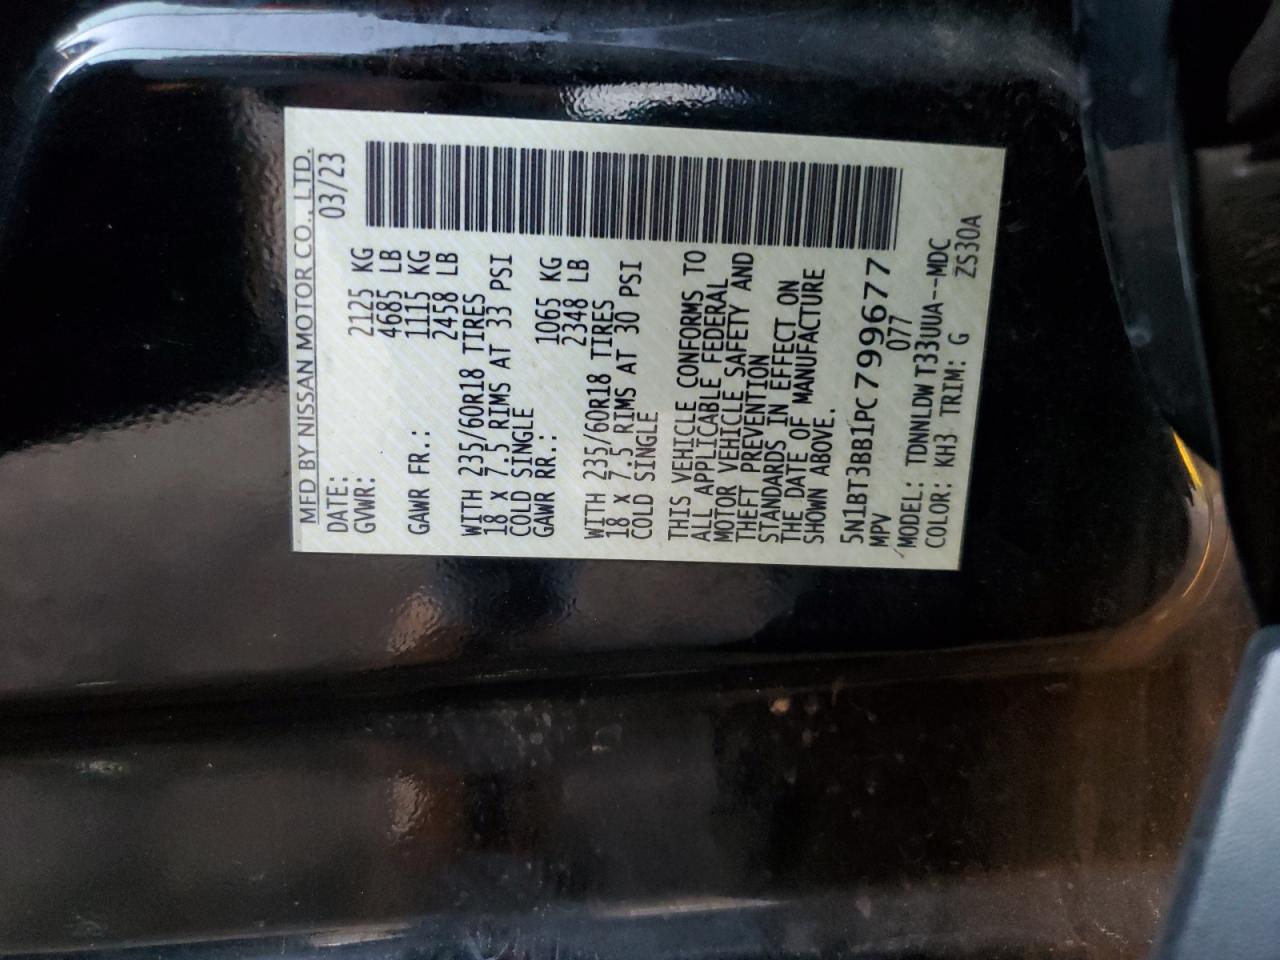 MFD BY NISSAN MOTOR CO., LTD.
DATE: 03/23
GVWR: 2125 KG
4685 LB
GAWR FR.: 1115 KG
2458 LB
WITH 235/60R18 TIRES
18 X 7.5 RIMS AT 33 PSI
COLD SINGLE
GAWR RR.: 1065 KG
2348 LB
WITH 235/60R18 TIRES
18 X 7.5 RIMS AT 30 PSI
COLD SINGLE
THIS VEHICLE CONFORMS TO
ALL APPLICABLE FEDERAL
MOTOR VEHICLE SAFETY AND
THEFT PREVENTION
STANDARDS IN EFFECT ON
THE DATE OF MANUFACTURE
SHOWN ABOVE.
5N1BT3BB1PC799677
MPV 077
MODEL: TDNNLDW T33UUA--MDC
COLOR: KH3 TRIM: G ZS30A